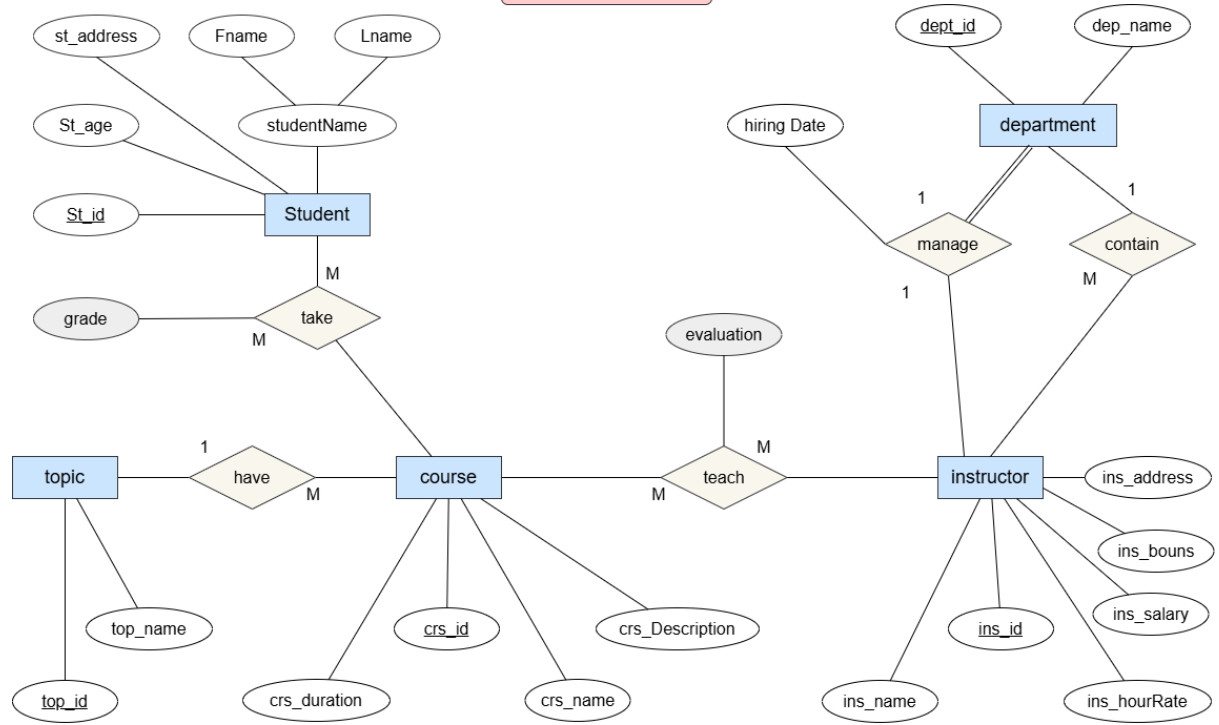 st_address
Fname
Lname
dept_id
dep_name
St_age
studentName
hiring Date
department
St_id
Student
1
1
manage
contain
M
M
1
grade
take
M
evaluation
1
M
topic
have
course
teach
instructor
ins_address
M
M
ins_bouns
top_name
crs_id
crs_Description
ins_id
ins_salary
top_id
crs_duration
crs_name
ins_name
ins_hourRate